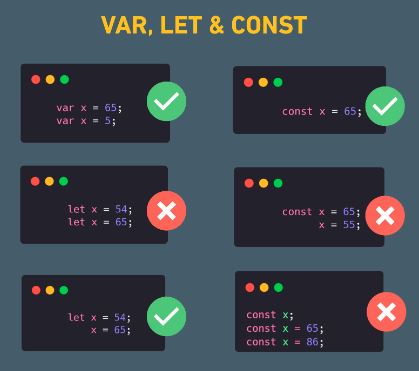 VAR, LET & CONST
var x = 65;
var x = 5;
const x = 65;
let x = 54;
let x = 65;
const x = 65;
x = 55;
let x = 54;
x = 65;
const x;
const x = 65;
const x = 86;